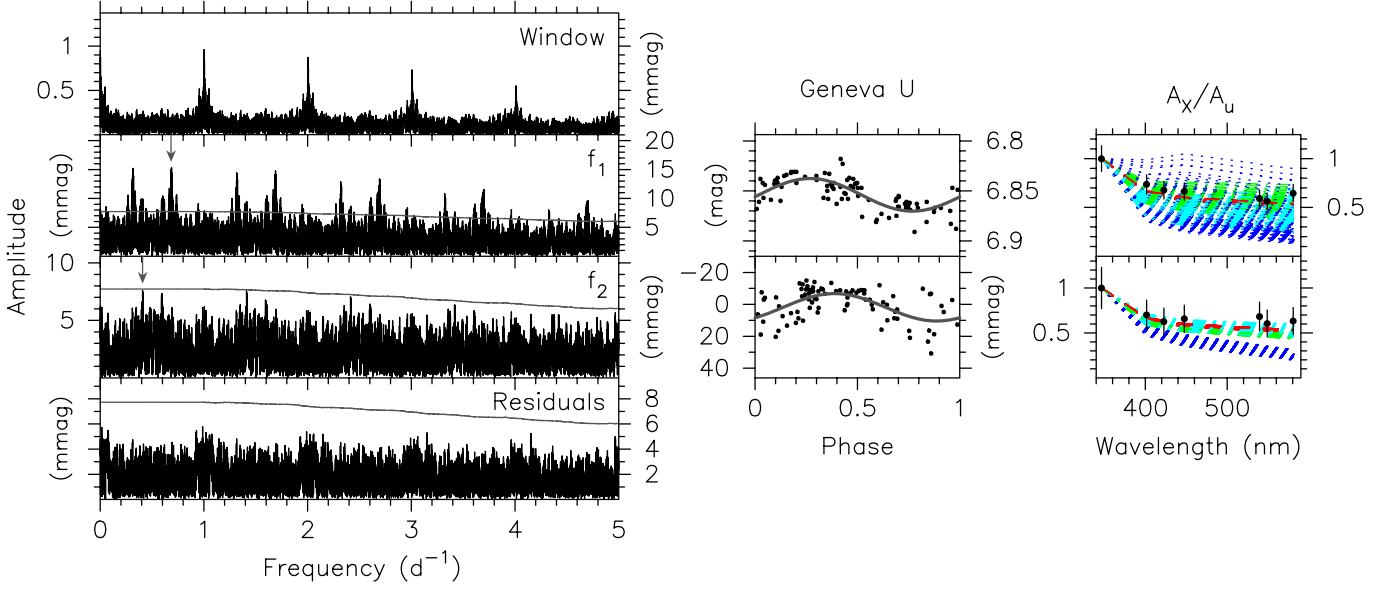 Window
1
0.5
(mmag)
f1
20
15
10
5
(mmag)
Amplitude
f2
10
5
(mmag)
Residuals
8
6
4
2
(mmag)
0 1 2 3 4 5
Frequency (d−1)
Geneva U
6.8
6.85
6.9
(mag)
−20
0
20
40
(mmag)
0 0.5 1
Phase
AX/Au
1
0.5
1
0.5
400 500
Wavelength (nm)